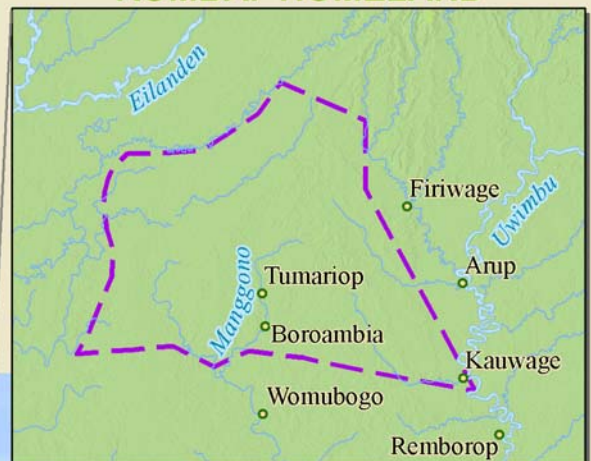 Eilanden
Firiwage
Uwimbu
Arup
Manggono
Tumariop
Boroambia
Kauwage
Womubogo
Remborop